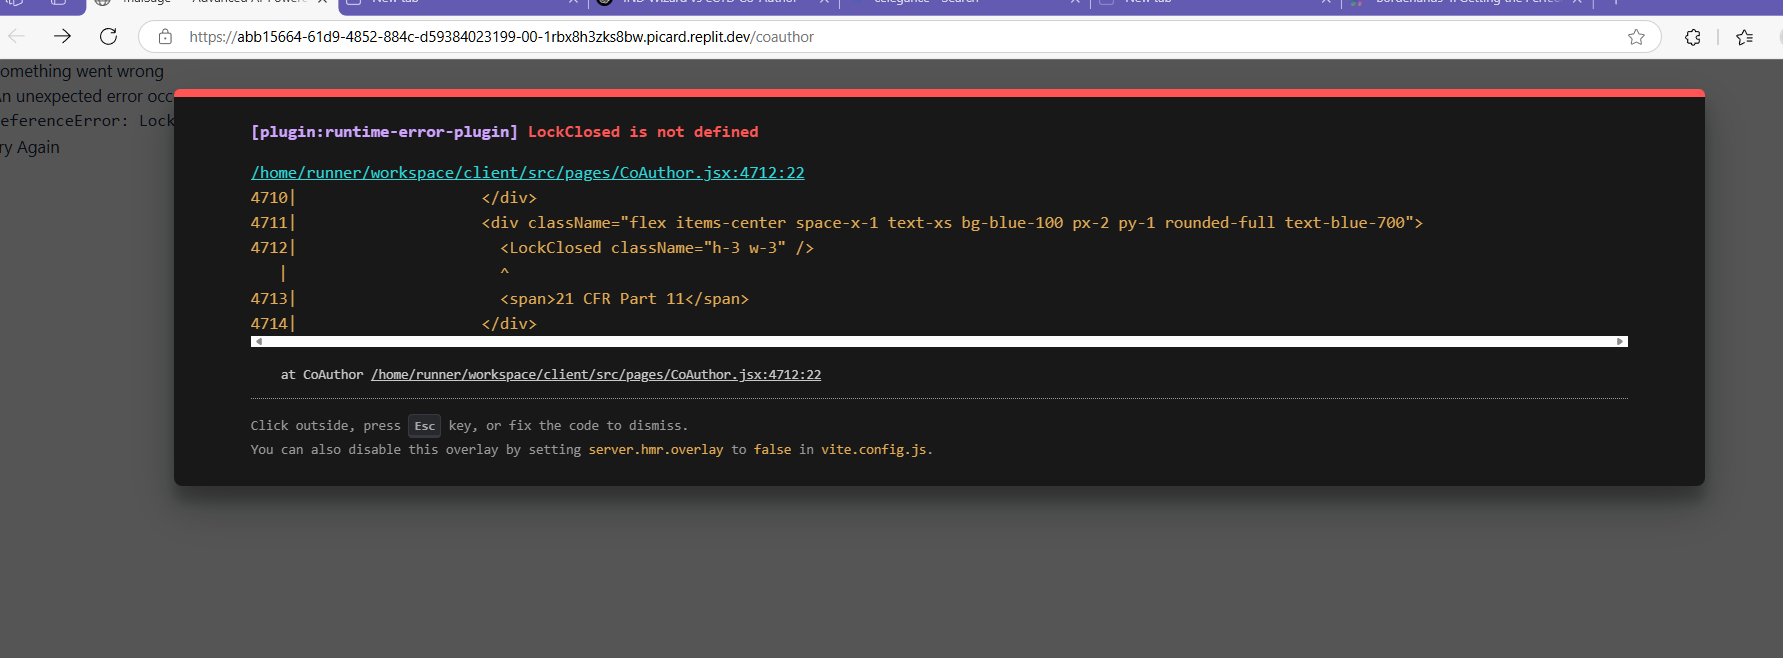 https://abb15664-61d9-4852-884c-d59384023199-00-1rbx8h3zks8bw.picard.replit.dev/coauthor
omething went wrong
n unexpected error occ
eferenceError: Lock
ry Again
[plugin:runtime-error-plugin] LockClosed is not defined
/home/runner/workspace/client/src/pages/CoAuthor.jsx:4712:22
4710| </div>
4711| <div className="flex items-center space-x-1 text-xs bg-blue-100 px-2 py-1 rounded-full text-blue-700">
4712| <LockClosed className="h-3 w-3" />
| ^
4713| <span>21 CFR Part 11</span>
4714| </div>
at CoAuthor /home/runner/workspace/client/src/pages/CoAuthor.jsx:4712:22
Click outside, press Esc key, or fix the code to dismiss.
You can also disable this overlay by setting server.hmr.overlay to false in vite.config.js.